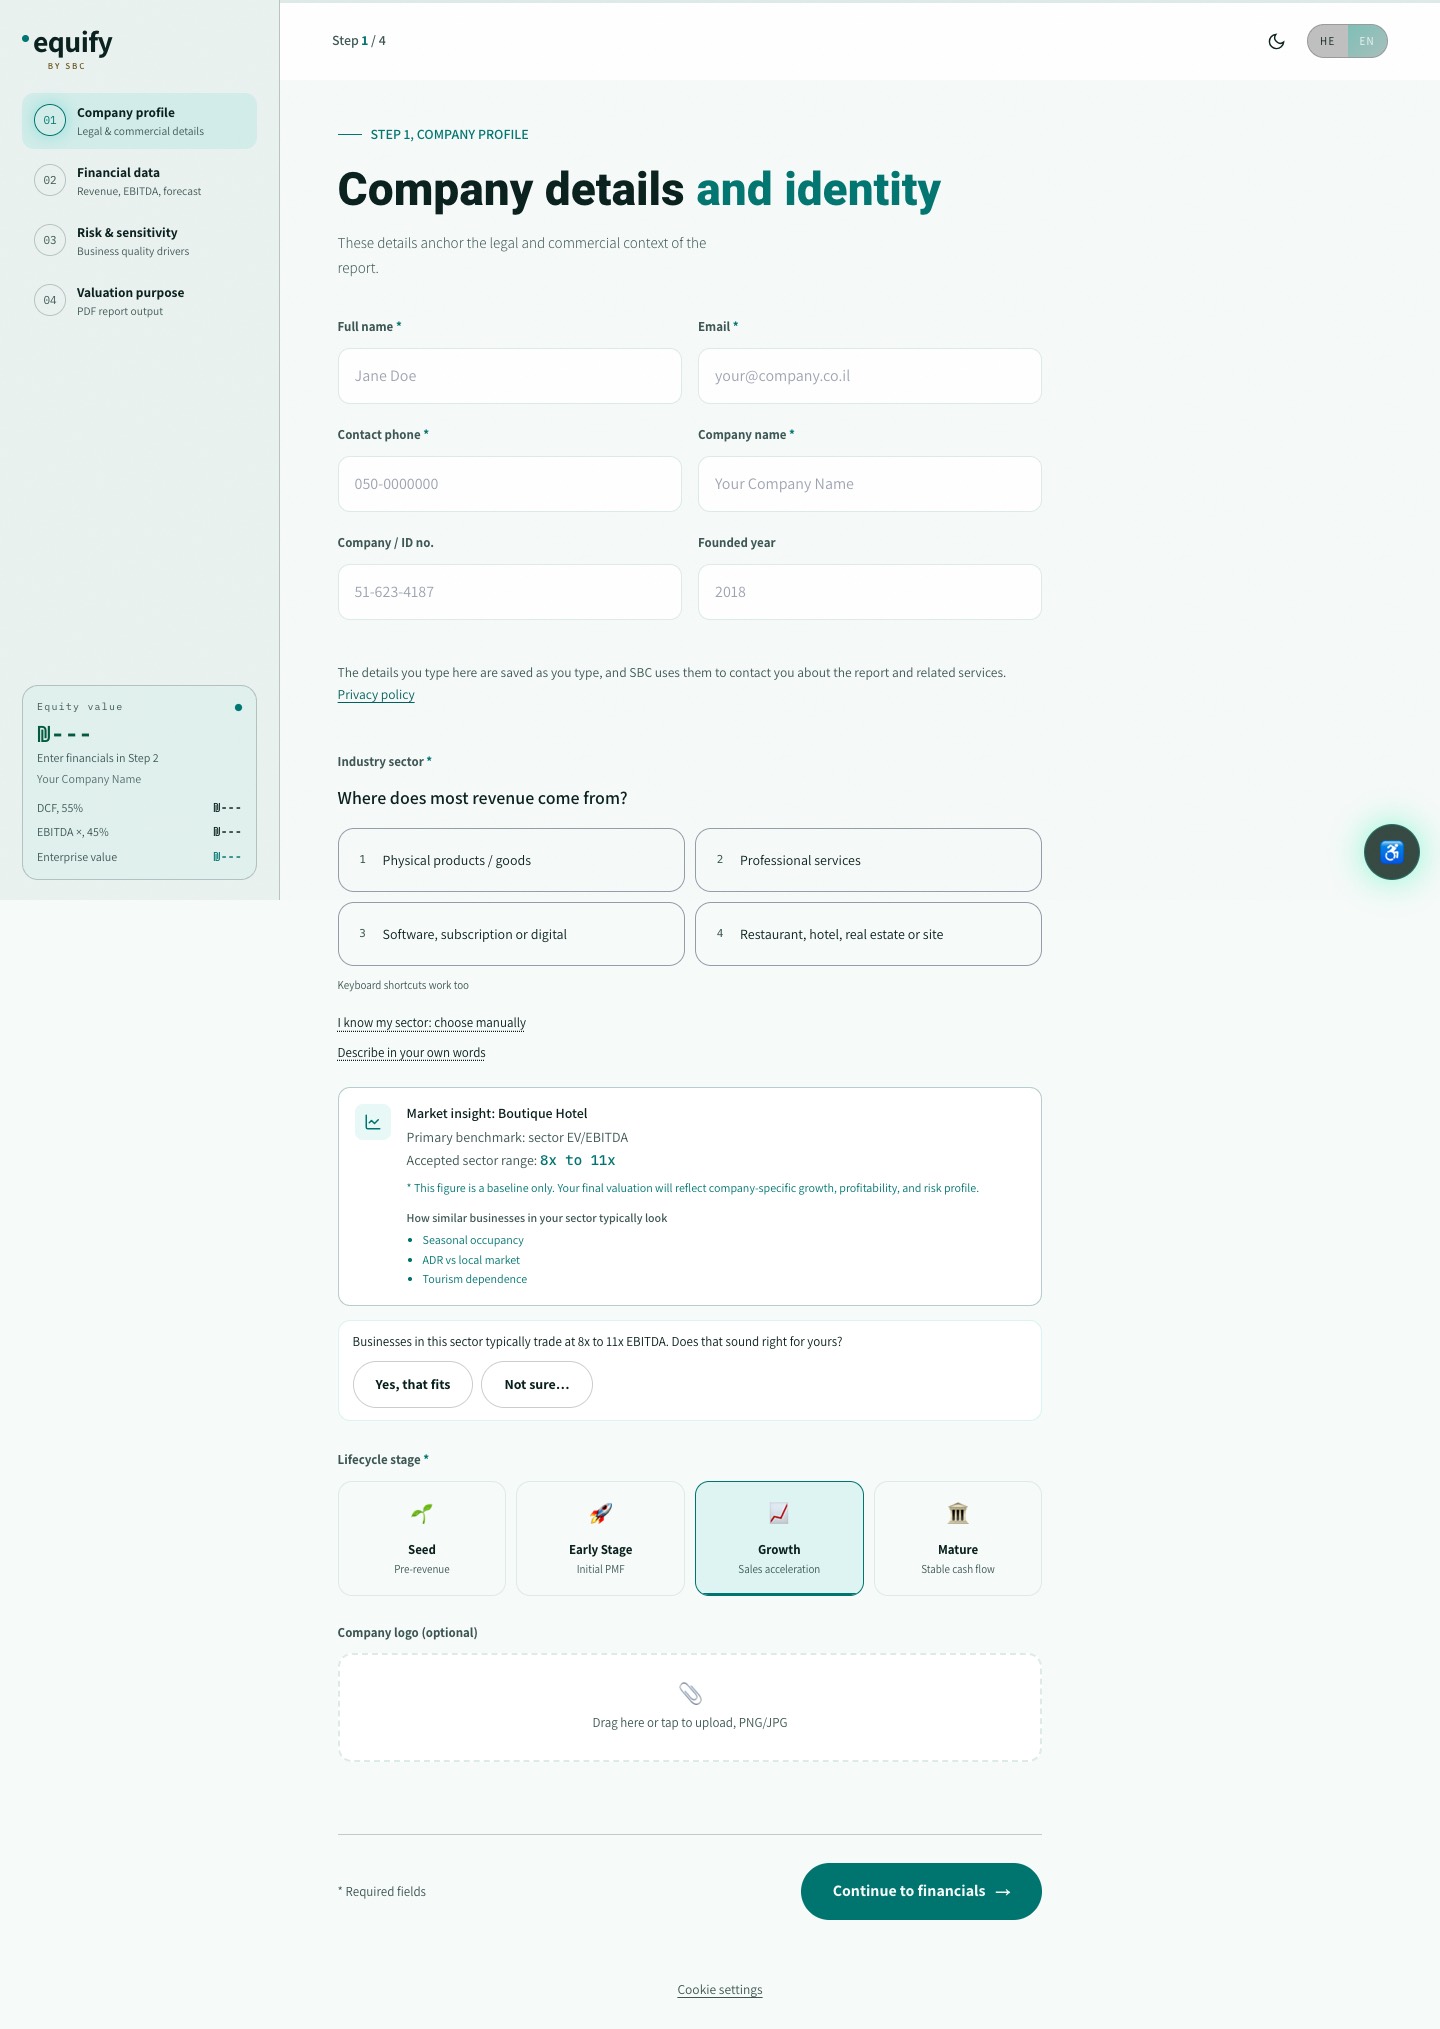 equify
BY SBC
01
Company profile
Legal & commercial details
02
Financial data
Revenue, EBITDA, forecast
03
Risk & sensitivity
Business quality drivers
04
Valuation purpose
PDF report output
Equity value
₪---
Enter financials in Step 2
Your Company Name
DCF, 55% ₪---
EBITDA ×, 45% ₪---
Enterprise value ₪---
Step 1 / 4
HE EN
STEP 1, COMPANY PROFILE
Company details and identity
These details anchor the legal and commercial context of the
report.
Full name * Email *
Jane Doe your@company.co.il
Contact phone * Company name *
050-0000000 Your Company Name
Company / ID no. Founded year
51-623-4187 2018
The details you type here are saved as you type, and SBC uses them to contact you about the report and related services.
Privacy policy
Industry sector *
Where does most revenue come from?
1 Physical products / goods 2 Professional services
3 Software, subscription or digital 4 Restaurant, hotel, real estate or site
Keyboard shortcuts work too
I know my sector: choose manually
Describe in your own words
Market insight: Boutique Hotel
Primary benchmark: sector EV/EBITDA
Accepted sector range: 8x to 11x
* This figure is a baseline only. Your final valuation will reflect company-specific growth, profitability, and risk profile.
How similar businesses in your sector typically look
• Seasonal occupancy
• ADR vs local market
• Tourism dependence
Businesses in this sector typically trade at 8x to 11x EBITDA. Does that sound right for yours?
Yes, that fits Not sure…
Lifecycle stage *
Seed Early Stage Growth Mature
Pre-revenue Initial PMF Sales acceleration Stable cash flow
Company logo (optional)
Drag here or tap to upload, PNG/JPG
* Required fields Continue to financials →
Cookie settings